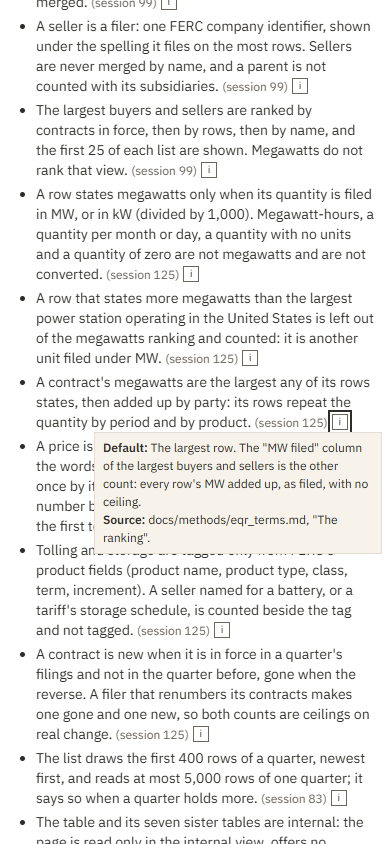 merged. (session 99) i
• A seller is a filer: one FERC company identifier, shown
under the spelling it files on the most rows. Sellers
are never merged by name, and a parent is not
counted with its subsidiaries. (session 99) i
• The largest buyers and sellers are ranked by
contracts in force, then by rows, then by name, and
the first 25 of each list are shown. Megawatts do not
rank that view. (session 99) i
• A row states megawatts only when its quantity is filed
in MW, or in kW (divided by 1,000). Megawatt-hours, a
quantity per month or day, a quantity with no units
and a quantity of zero are not megawatts and are not
converted. (session 125) i
• A row that states more megawatts than the largest
power station operating in the United States is left out
of the megawatts ranking and counted: it is another
unit filed under MW. (session 125) i
• A contract's megawatts are the largest any of its rows
states, then added up by party: its rows repeat the
quantity by period and by product. (session 125) i
• A price is
the words
once by it
number b
the first t
Default: The largest row. The "MW filed" column
of the largest buyers and sellers is the other
count: every row's MW added up, as filed, with no
ceiling.
Source: docs/methods/eqr_terms.md, "The
ranking".
• Tolling and storage are tagged only from FERC's
product fields (product name, product type, class,
term, increment). A seller named for a battery, or a
tariff's storage schedule, is counted beside the tag
and not tagged. (session 125) i
• A contract is new when it is in force in a quarter's
filings and not in the quarter before, gone when the
reverse. A filer that renumbers its contracts makes
one gone and one new, so both counts are ceilings on
real change. (session 125) i
• The list draws the first 400 rows of a quarter, newest
first, and reads at most 5,000 rows of one quarter; it
says so when a quarter holds more. (session 83) i
• The table and its seven sister tables are internal: the
page is read only in the internal view, offers no